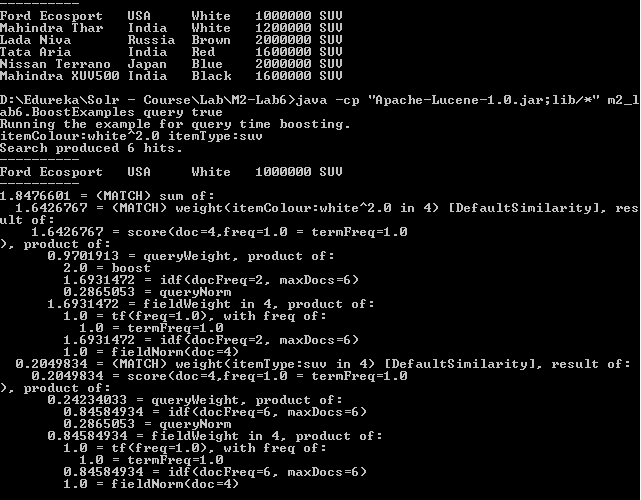 ----------
Ford Ecosport   USA     White   1000000 SUV
Mahindra Thar   India   White   1200000 SUV
Lada Niva       Russia  Brown   2000000 SUV
Tata Aria       India   Red     1600000 SUV
Nissan Terrano  Japan   Blue    2000000 SUV
Mahindra XUV500 India   Black   1600000 SUV
D:\Edureka\Solr - Course\Lab\M2-Lab6>java -cp "Apache-Lucene-1.0.jar;lib/*" m2_l
ab6.BoostExamples query true
Running the example for query time boosting.
itemColour:white^2.0 itemType:suv
Search produced 6 hits.
----------
Ford Ecosport   USA     White   1000000 SUV
----------
1.8476601 = (MATCH) sum of:
  1.6426767 = (MATCH) weight(itemColour:white^2.0 in 4) [DefaultSimilarity], res
ult of:
    1.6426767 = score(doc=4,freq=1.0 = termFreq=1.0
), product of:
      0.9701913 = queryWeight, product of:
        2.0 = boost
        1.6931472 = idf(docFreq=2, maxDocs=6)
        0.2865053 = queryNorm
      1.6931472 = fieldWeight in 4, product of:
        1.0 = tf(freq=1.0), with freq of:
          1.0 = termFreq=1.0
        1.6931472 = idf(docFreq=2, maxDocs=6)
        1.0 = fieldNorm(doc=4)
  0.2049834 = (MATCH) weight(itemType:suv in 4) [DefaultSimilarity], result of:
    0.2049834 = score(doc=4,freq=1.0 = termFreq=1.0
), product of:
      0.24234033 = queryWeight, product of:
        0.84584934 = idf(docFreq=6, maxDocs=6)
        0.2865053 = queryNorm
      0.84584934 = fieldWeight in 4, product of:
        1.0 = tf(freq=1.0), with freq of:
          1.0 = termFreq=1.0
        0.84584934 = idf(docFreq=6, maxDocs=6)
        1.0 = fieldNorm(doc=4)